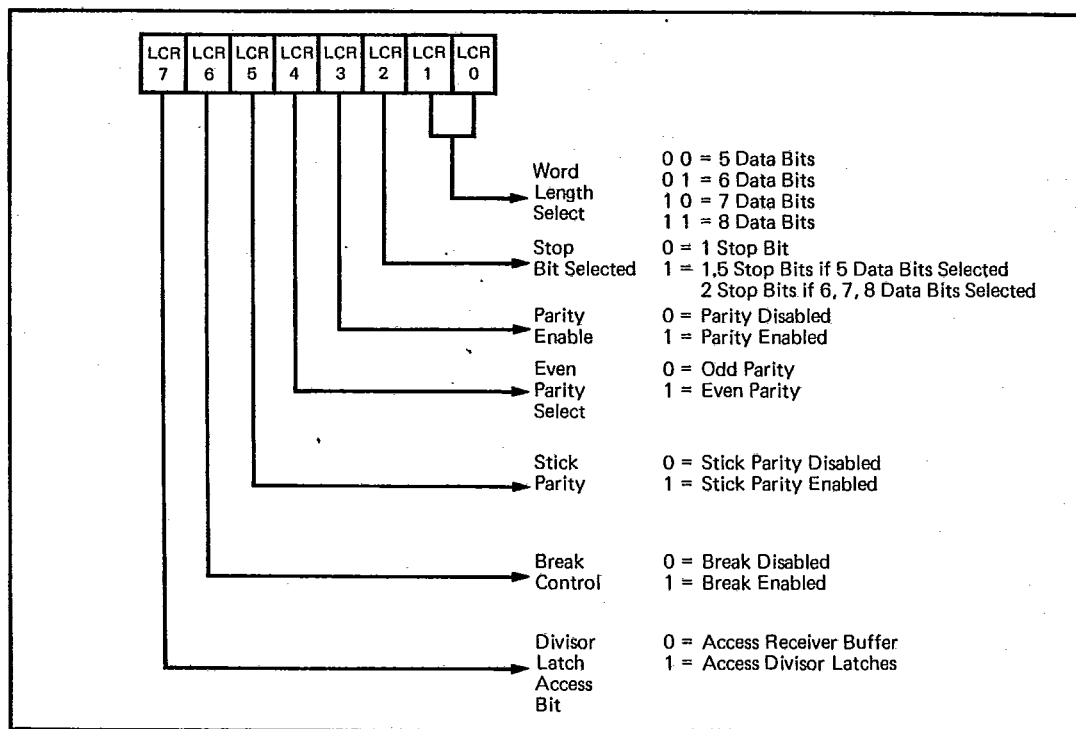 LCR LCR LCR LCR LCR LCR LCR LCR
7 6 5 4 3 2 1 0
Word
Length
Select
0 0 = 5 Data Bits
0 1 = 6 Data Bits
1 0 = 7 Data Bits
1 1 = 8 Data Bits
Stop
Bit Selected
0 = 1 Stop Bit
1 = 1,5 Stop Bits if 5 Data Bits Selected
2 Stop Bits if 6, 7, 8 Data Bits Selected
Parity
Enable
0 = Parity Disabled
1 = Parity Enabled
Even
Parity
Select
0 = Odd Parity
1 = Even Parity
Stick
Parity
0 = Stick Parity Disabled
1 = Stick Parity Enabled
Break
Control
0 = Break Disabled
1 = Break Enabled
Divisor
Latch
Access
Bit
0 = Access Receiver Buffer
1 = Access Divisor Latches